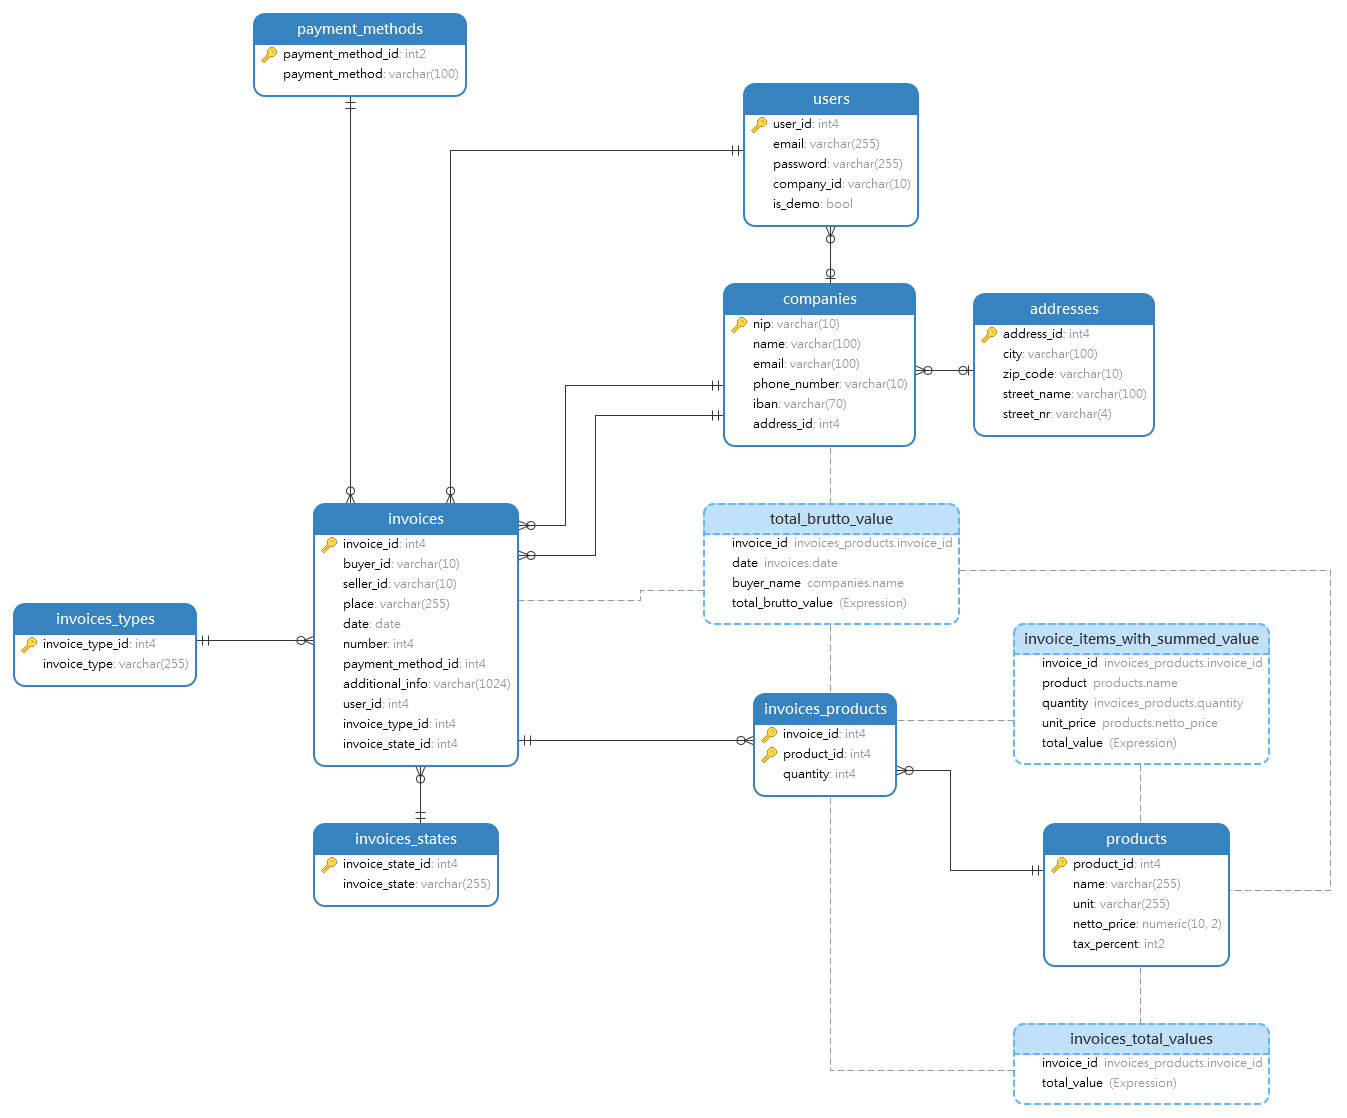 payment_methods
payment_method_id: int2
payment_method: varchar(100)
users
user_id: int4
email: varchar(255)
password: varchar(255)
company_id: varchar(10)
is_demo: bool
companies
nip: varchar(10)
name: varchar(100)
email: varchar(100)
phone_number: varchar(10)
iban: varchar(70)
address_id: int4
addresses
address_id: int4
city: varchar(100)
zip_code: varchar(10)
street_name: varchar(100)
street_nr: varchar(4)
invoices
invoice_id: int4
buyer_id: varchar(10)
seller_id: varchar(10)
place: varchar(255)
date: date
number: int4
payment_method_id: int4
additional_info: varchar(1024)
user_id: int4
invoice_type_id: int4
invoice_state_id: int4
total_brutto_value
invoice_id invoices_products.invoice_id
date invoices.date
buyer_name companies.name
total_brutto_value (Expression)
invoices_types
invoice_type_id: int4
invoice_type: varchar(255)
invoice_items_with_summed_value
invoice_id invoices_products.invoice_id
product products.name
quantity invoices_products.quantity
unit_price products.netto_price
total_value (Expression)
invoices_products
invoice_id: int4
product_id: int4
quantity: int4
invoices_states
invoice_state_id: int4
invoice_state: varchar(255)
products
product_id: int4
name: varchar(255)
unit: varchar(255)
netto_price: numeric(10, 2)
tax_percent: int2
invoices_total_values
invoice_id invoices_products.invoice_id
total_value (Expression)